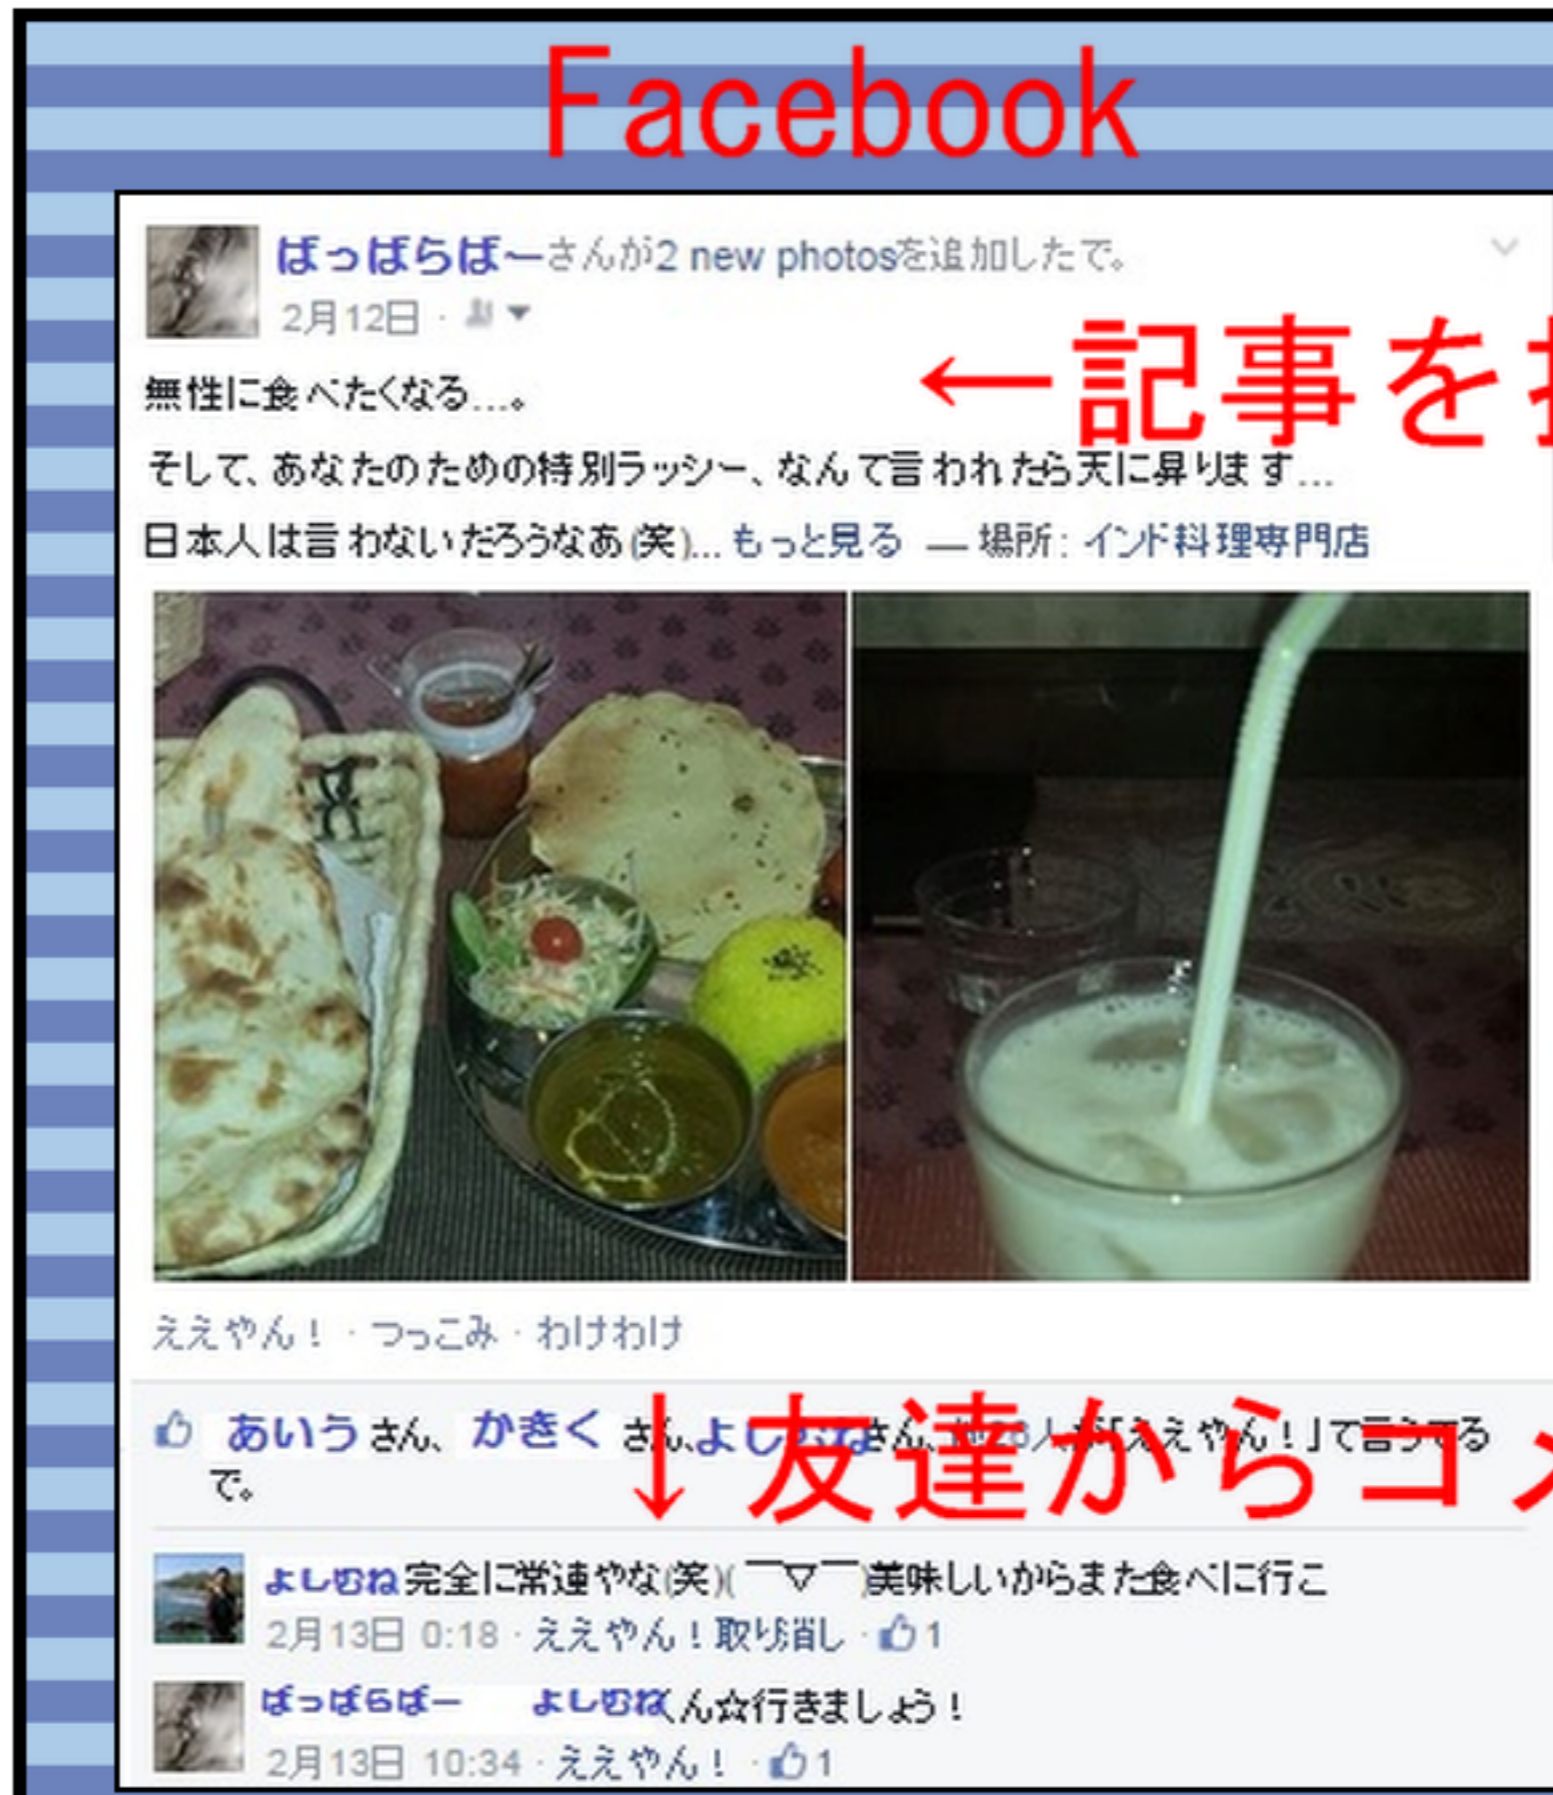 Facebook
ばっぱらぱーさんが2 new photosを追加したで。
2月12日
←記事を
無性に食べたくなる...。
そして、あなたのための特別ラッシー、なんて言われたら天に昇ります...
日本人は言わないだろうなあ(笑)... もっと見る — 場所: インド料理専門店
ええやん！ · つっこみ · わけわけ
↓友達からコ
あいう さん、 かきく さん、よしむねさん、 人が「ええやん！」て言うてる
で。
よしむね 完全に常連やな(笑)(￣▽￣)美味しいからまた食べに行こ
2月13日 0:18 · ええやん！取り消し · 1
ぱっぱらぱー よしむねくん☆行きましょう！
2月13日 10:34 · ええやん！ · 1